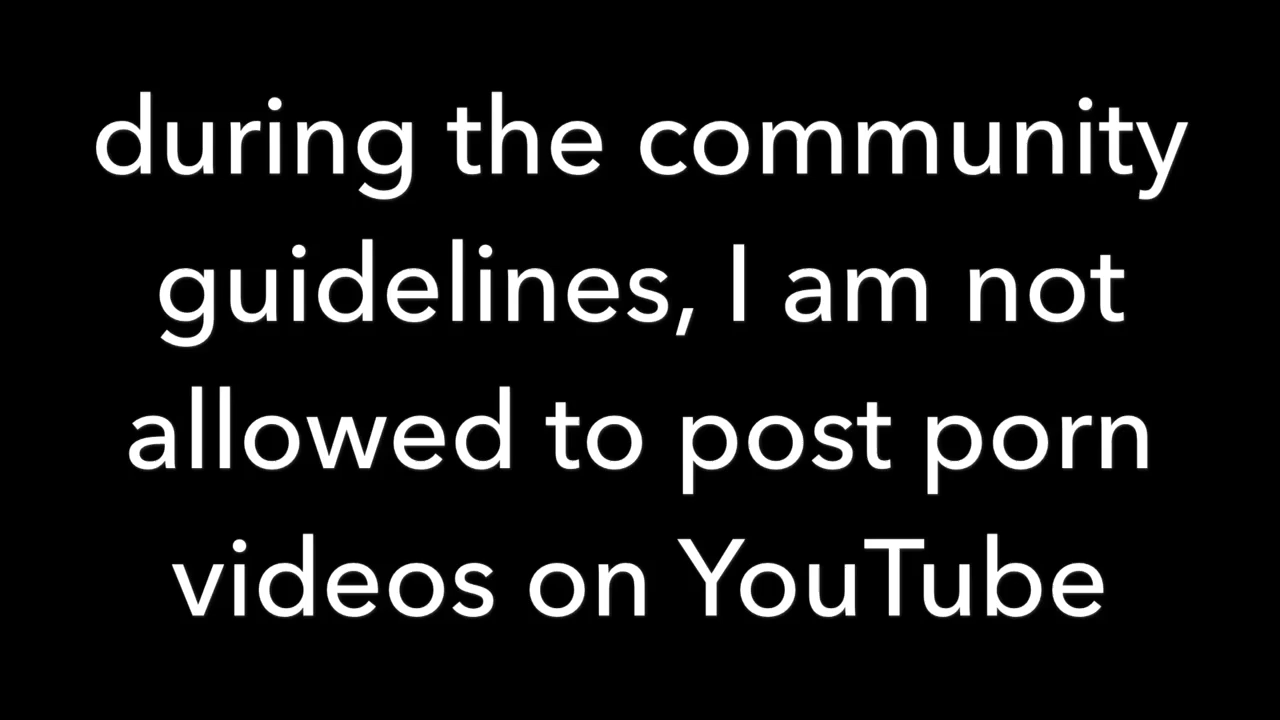 during the community
guidelines, I am not
allowed to post porn
videos on YouTube